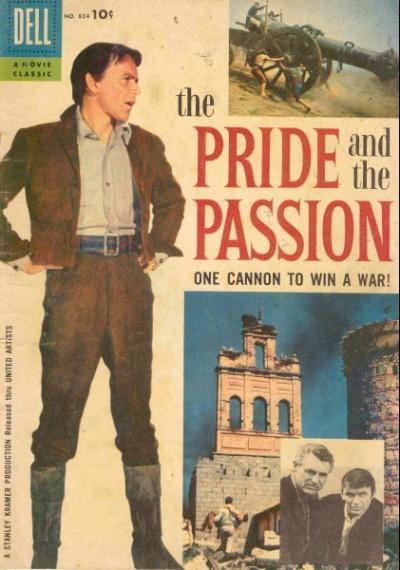 DELL
A MOVIE
CLASSIC
NO. 824 10¢
the
PRIDE and the
PASSION
ONE CANNON TO WIN A WAR!
A STANLEY KRAMER PRODUCTION Released thru UNITED ARTISTS